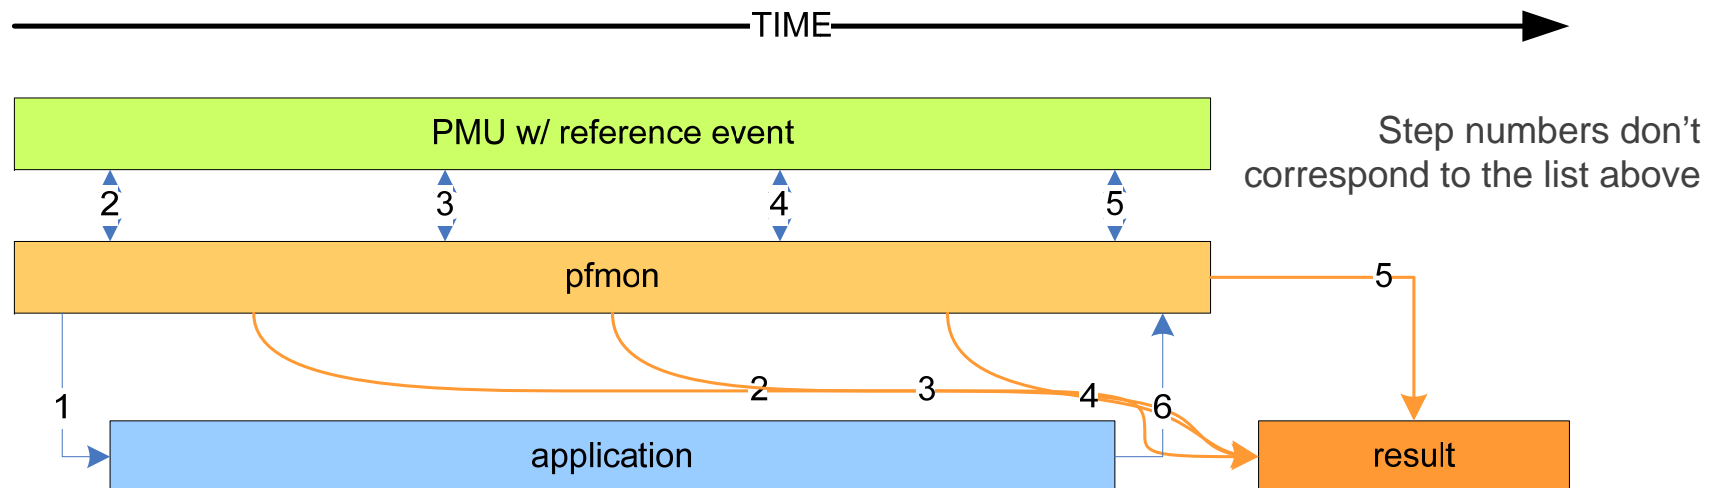 TIME
PMU w/ reference event
Step numbers don't
correspond to the list above
2 3 4 5
pfmon
5
2 3 4
1 6
application
result